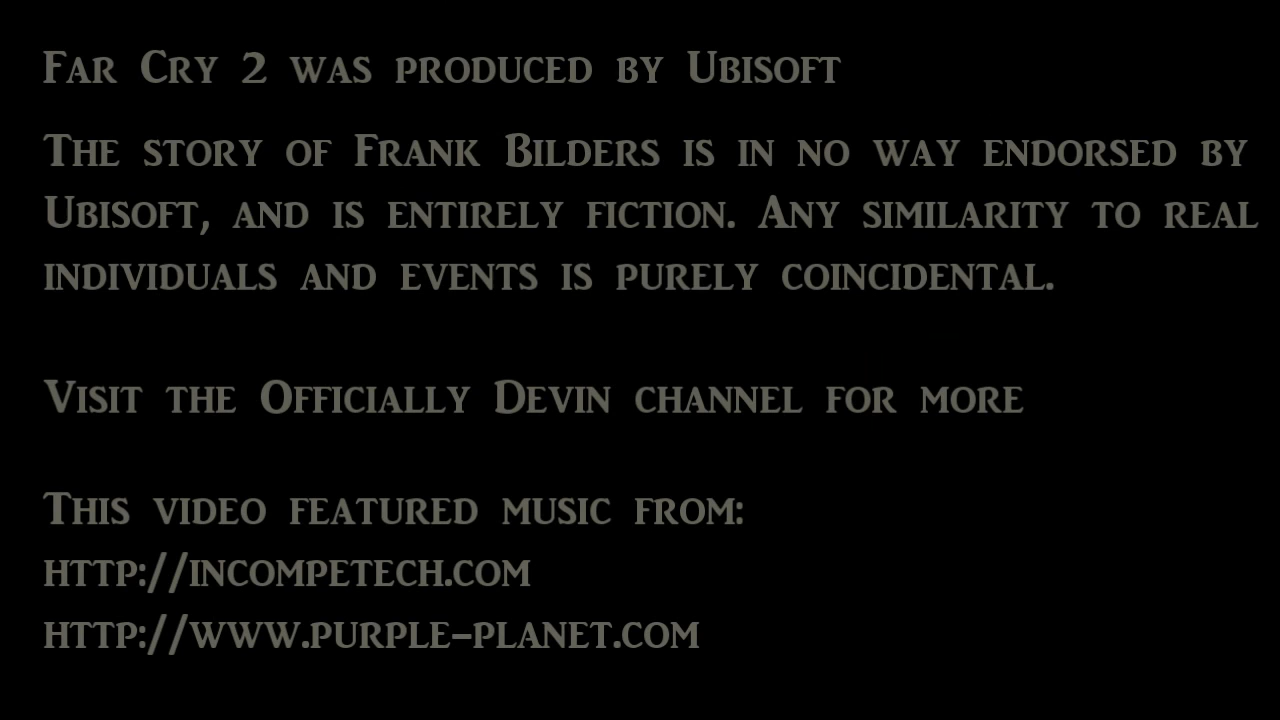 Far Cry 2 was produced by Ubisoft
The story of Frank Bilders is in no way endorsed by
Ubisoft, and is entirely fiction. Any similarity to real
individuals and events is purely coincidental.
Visit the Officially Devin channel for more
This video featured music from:
http://incompetech.com
http://www.purple-planet.com